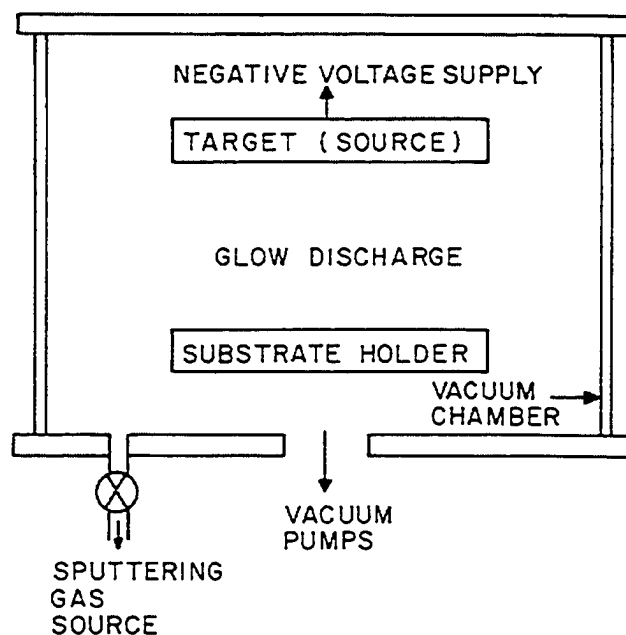 NEGATIVE VOLTAGE SUPPLY
TARGET (SOURCE)
GLOW DISCHARGE
SUBSTRATE HOLDER
VACUUM
CHAMBER
VACUUM
PUMPS
SPUTTERING
GAS
SOURCE